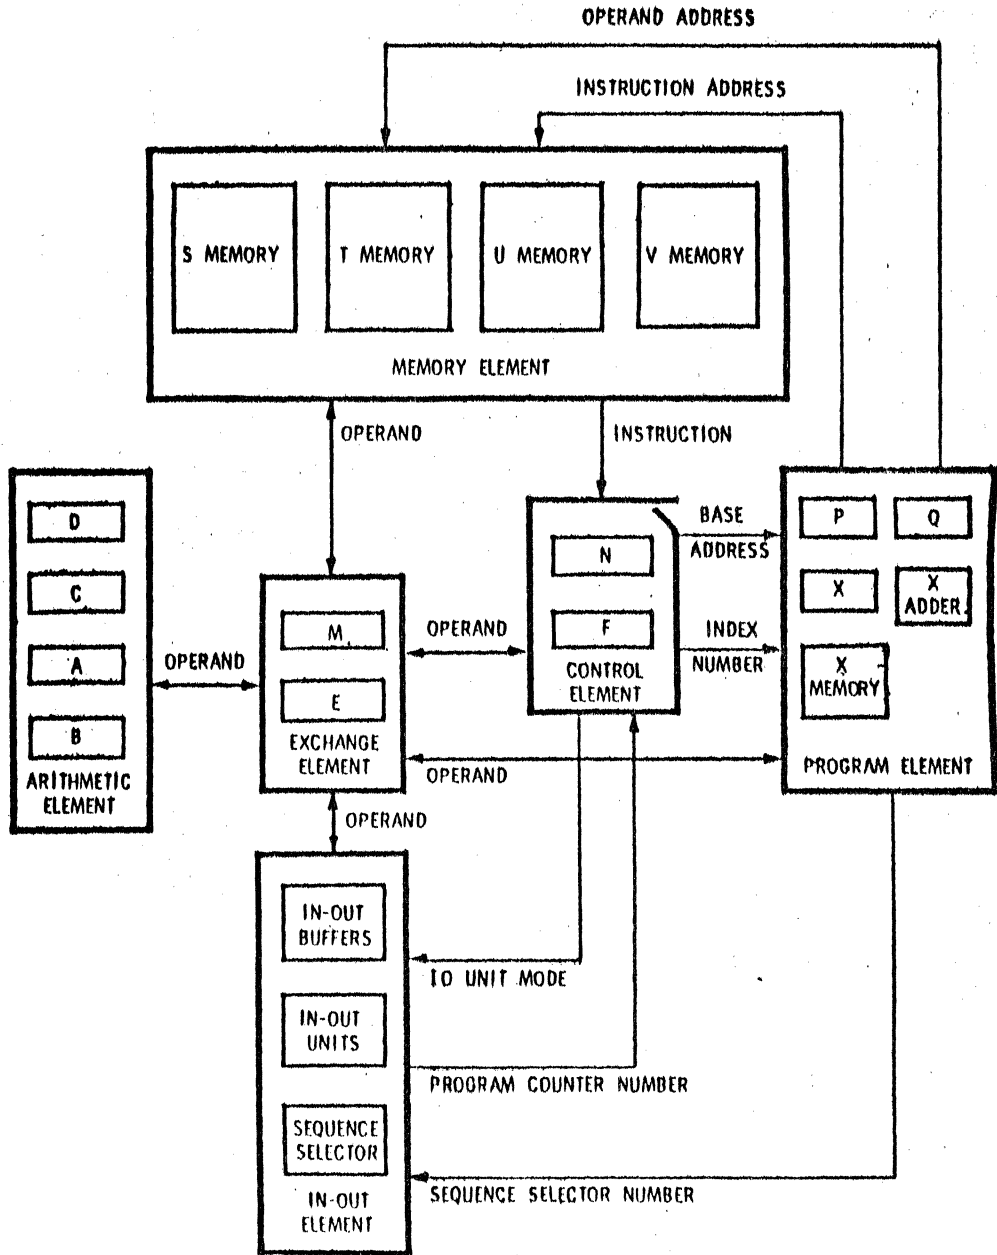 OPERAND ADDRESS
INSTRUCTION ADDRESS
S MEMORY
T MEMORY
U MEMORY
V MEMORY
MEMORY ELEMENT
OPERAND
INSTRUCTION
D
C
A
B
ARITHMETIC
ELEMENT
OPERAND
M
E
EXCHANGE
ELEMENT
OPERAND
N
F
CONTROL
ELEMENT
BASE
ADDRESS
INDEX
NUMBER
P
Q
X
X
ADDER
X
MEMORY
PROGRAM ELEMENT
OPERAND
OPERAND
IN-OUT
BUFFERS
IN-OUT
UNITS
SEQUENCE
SELECTOR
IN-OUT
ELEMENT
IO UNIT MODE
PROGRAM COUNTER NUMBER
SEQUENCE SELECTOR NUMBER